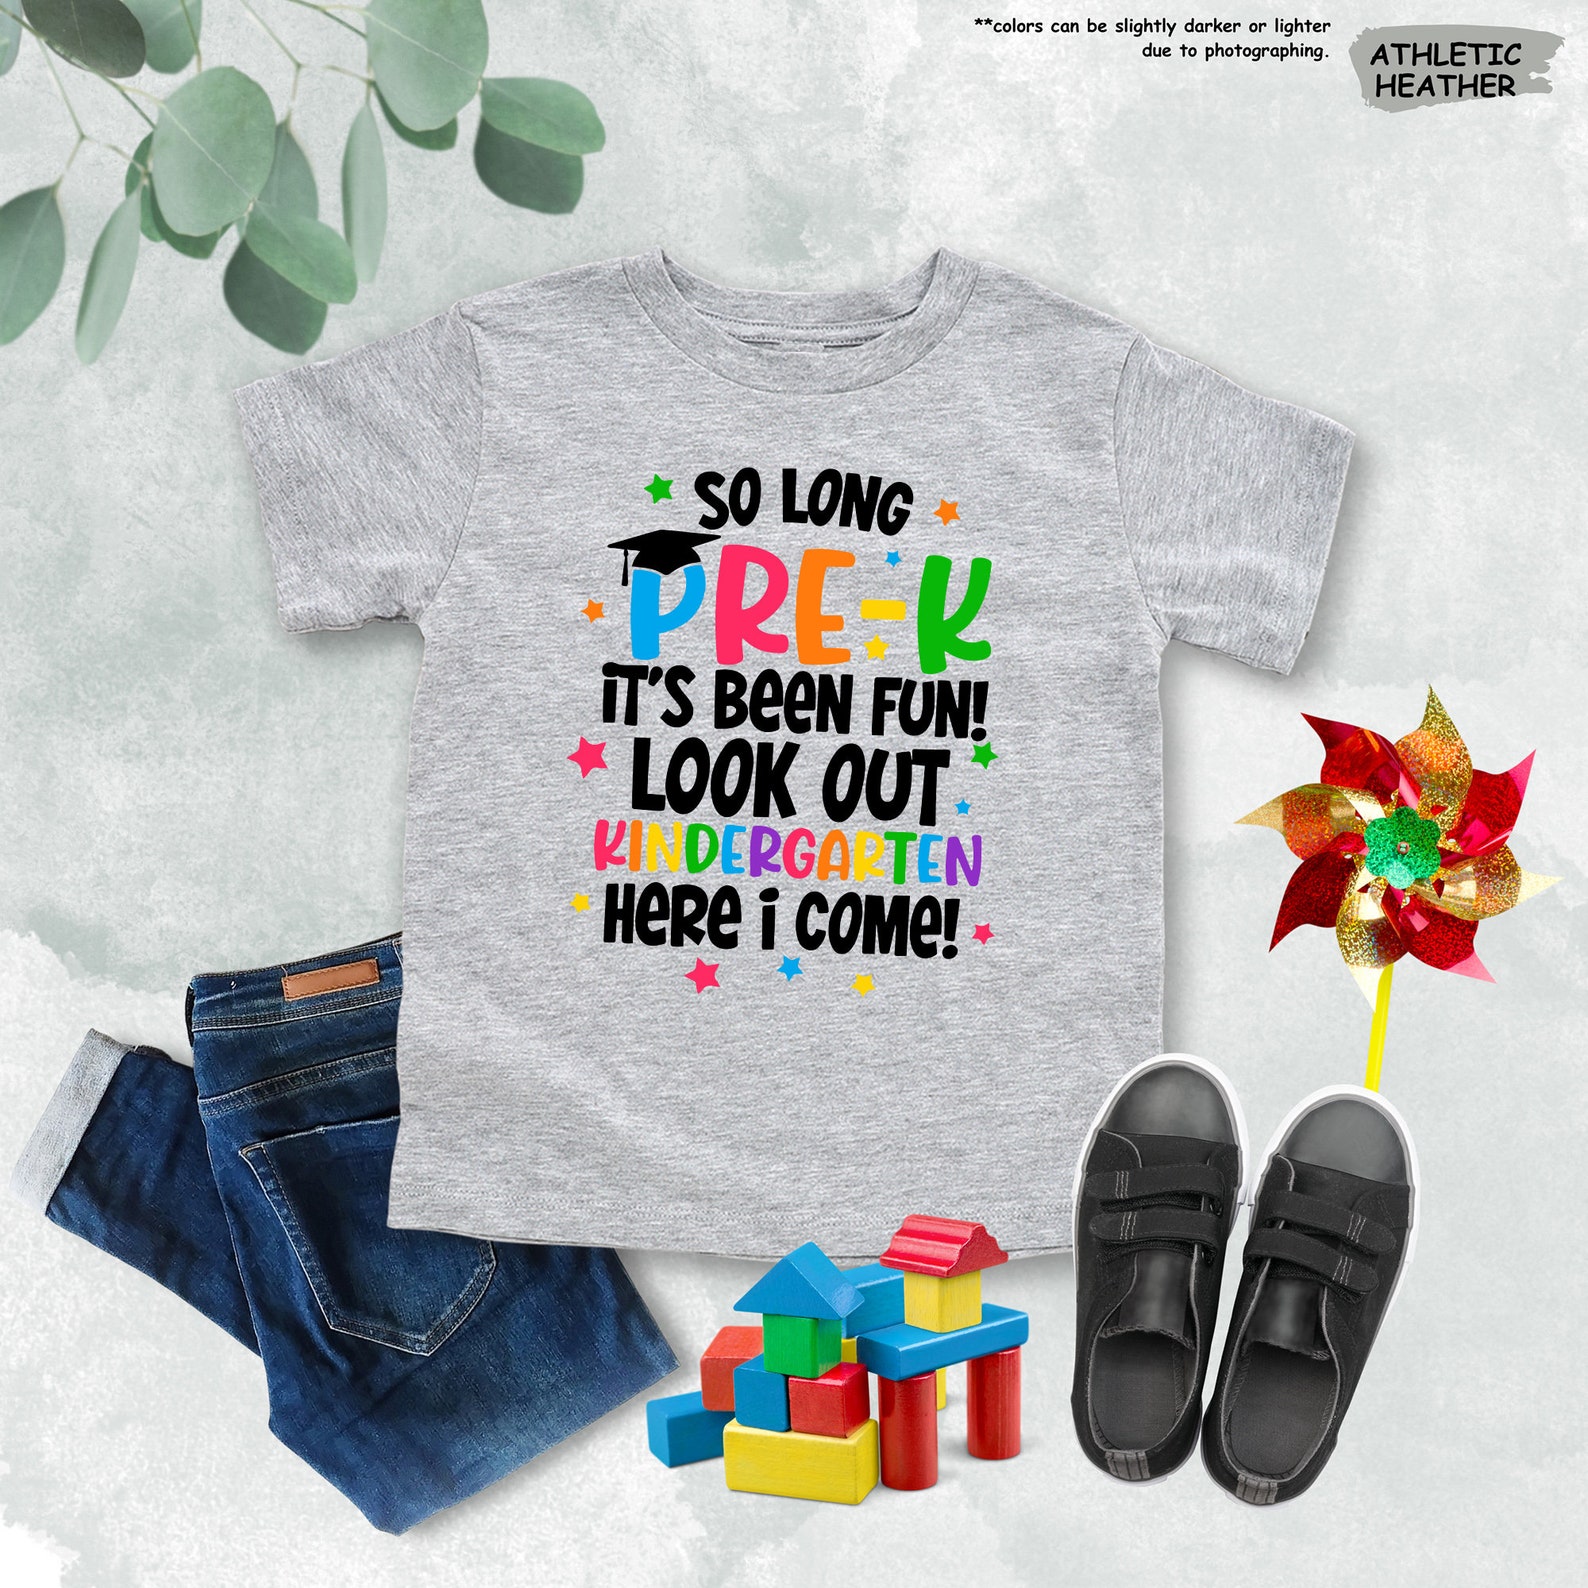 **colors can be slightly darker or lighter
due to photographing.
ATHLETIC
HEATHER
SO LONG
PRE-K
iT'S BeeN FUN!
LOOK OUT
KINDERGARTEN
HeRe i COMe!